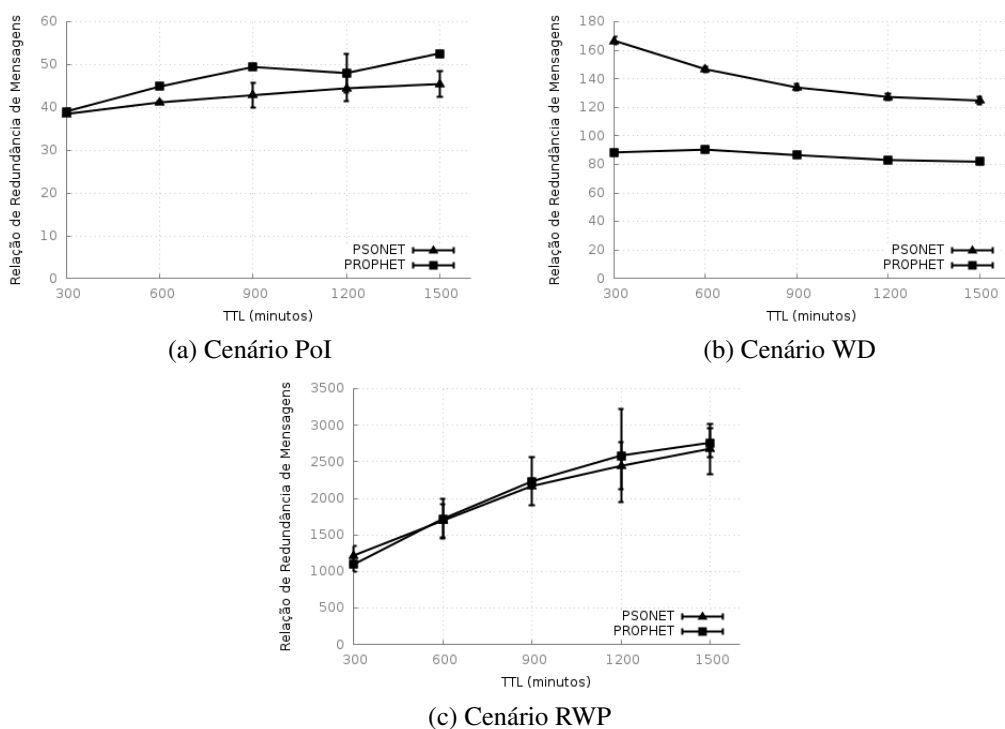 60
50
40
30
20
10
0
Relação de Redundância de Mensagens
PSONET
PROPHET
300 600 900 1200 1500
TTL (minutos)
(a) Cenário PoI
180
160
140
120
100
80
60
40
20
0
Relação de Redundância de Mensagens
PSONET
PROPHET
300 600 900 1200 1500
TTL (minutos)
(b) Cenário WD
3500
3000
2500
2000
1500
1000
500
0
Relação de Redundância de Mensagens
PSONET
PROPHET
300 600 900 1200 1500
TTL (minutos)
(c) Cenário RWP